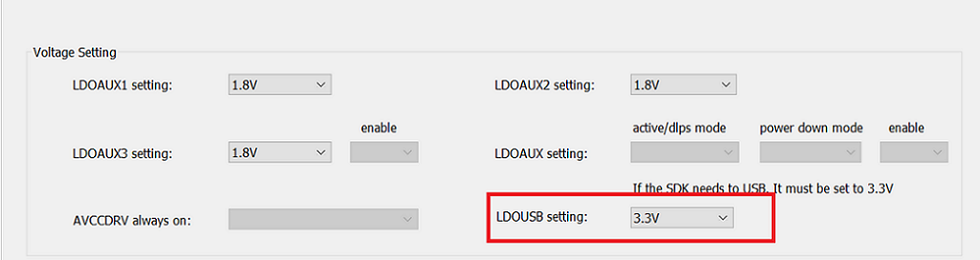 Voltage Setting
LDOAUX1 setting: 1.8V LDOAUX2 setting: 1.8V
enable active/dlps mode power down mode enable
LDOAUX3 setting: 1.8V LDOAUX setting:
If the SDK needs to USB. It must be set to 3.3V
AVCCDRV always on: LDOUSB setting: 3.3V